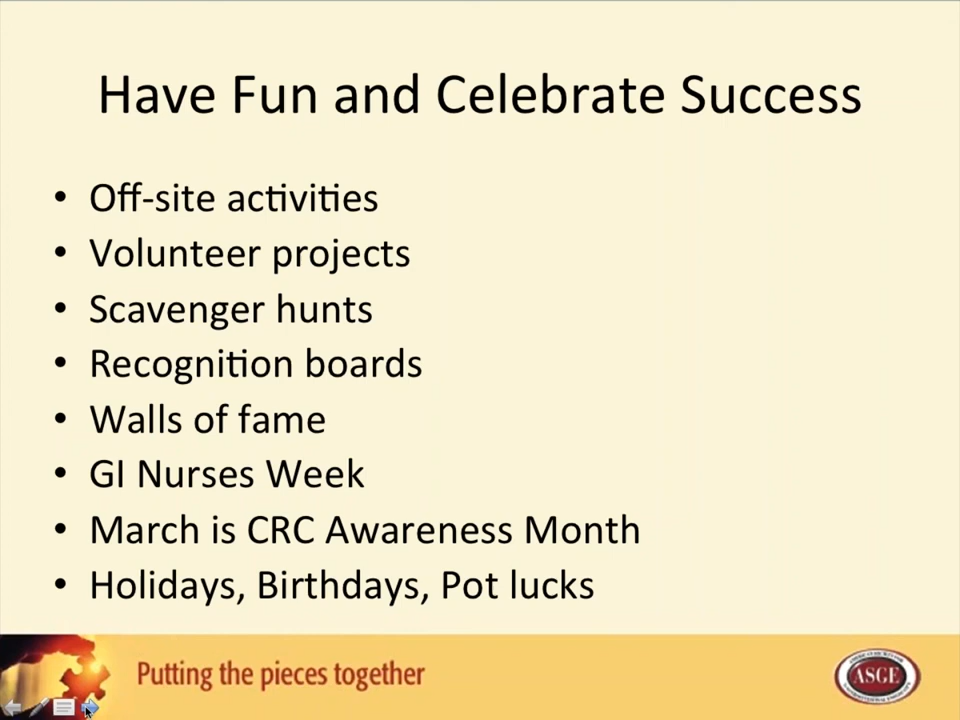 Have Fun and Celebrate Success
• Off-site activities
• Volunteer projects
• Scavenger hunts
• Recognition boards
• Walls of fame
• GI Nurses Week
• March is CRC Awareness Month
• Holidays, Birthdays, Pot lucks
Putting the pieces together
ASGE